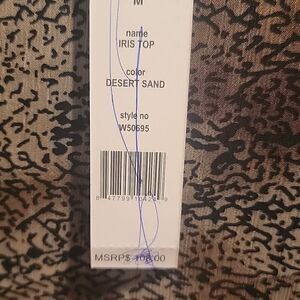 M
name
IRIS TOP
color
DESERT SAND
style no
W50695
MSRP$ 108.00